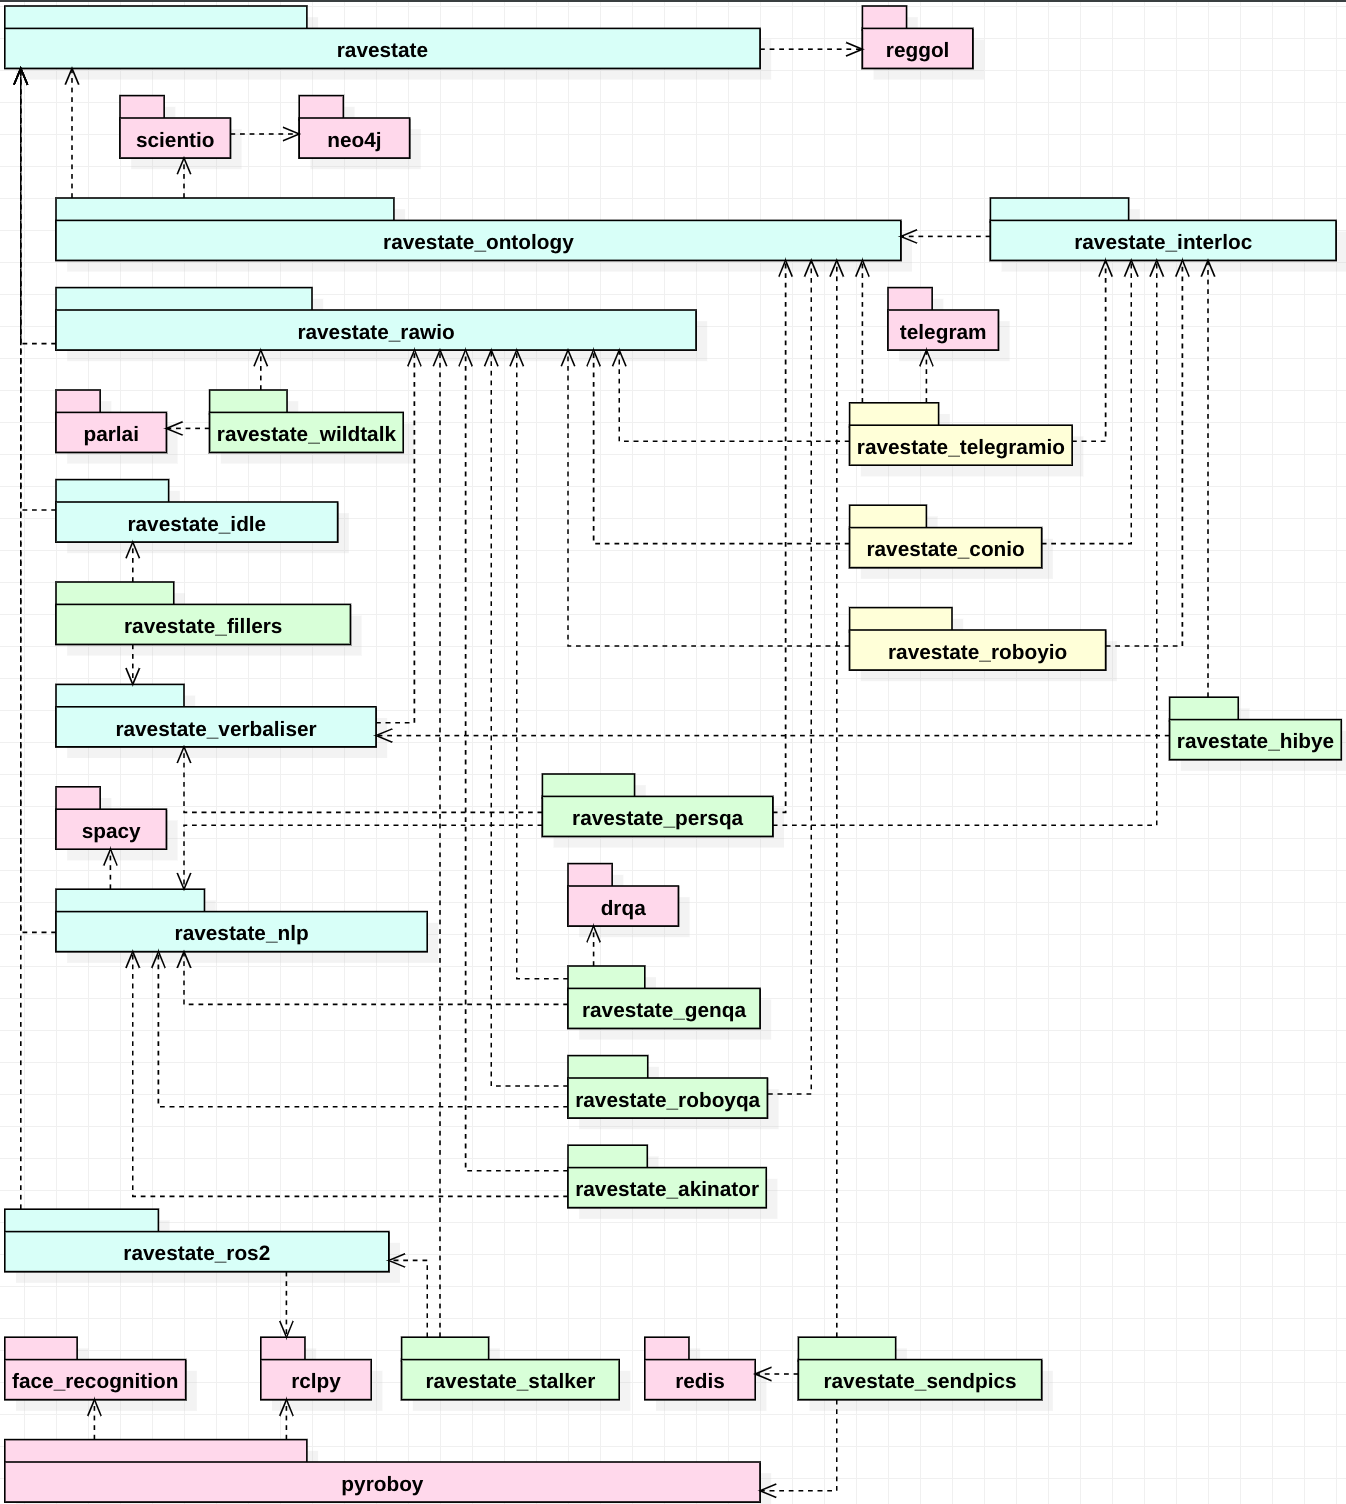 ravestate
reggol
scientio
neo4j
ravestate_ontology
ravestate_interloc
ravestate_rawio
telegram
parlai
ravestate_wildtalk
ravestate_telegramio
ravestate_idle
ravestate_conio
ravestate_fillers
ravestate_roboyio
ravestate_verbaliser
ravestate_hibye
spacy
ravestate_persqa
drqa
ravestate_nlp
ravestate_genqa
ravestate_roboyqa
ravestate_akinator
ravestate_ros2
face_recognition
rclpy
ravestate_stalker
redis
ravestate_sendpics
pyroboy